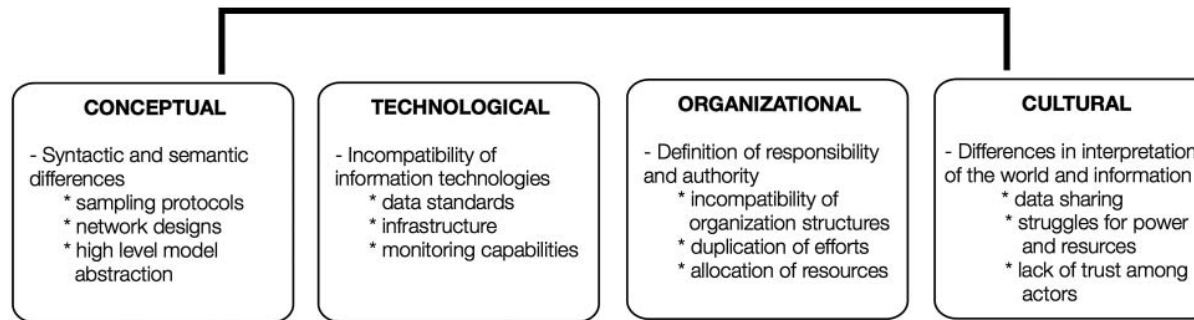 CONCEPTUAL
- Syntactic and semantic
differences
* sampling protocols
* network designs
* high level model
abstraction
TECHNOLOGICAL
- Incompatibility of
information technologies
* data standards
* infrastructure
* monitoring capabilities
ORGANIZATIONAL
- Definition of responsibility
and authority
* incompatibility of
organization structures
* duplication of efforts
* allocation of resources
CULTURAL
- Differences in interpretation
of the world and information
* data sharing
* struggles for power
and resurces
* lack of trust among
actors